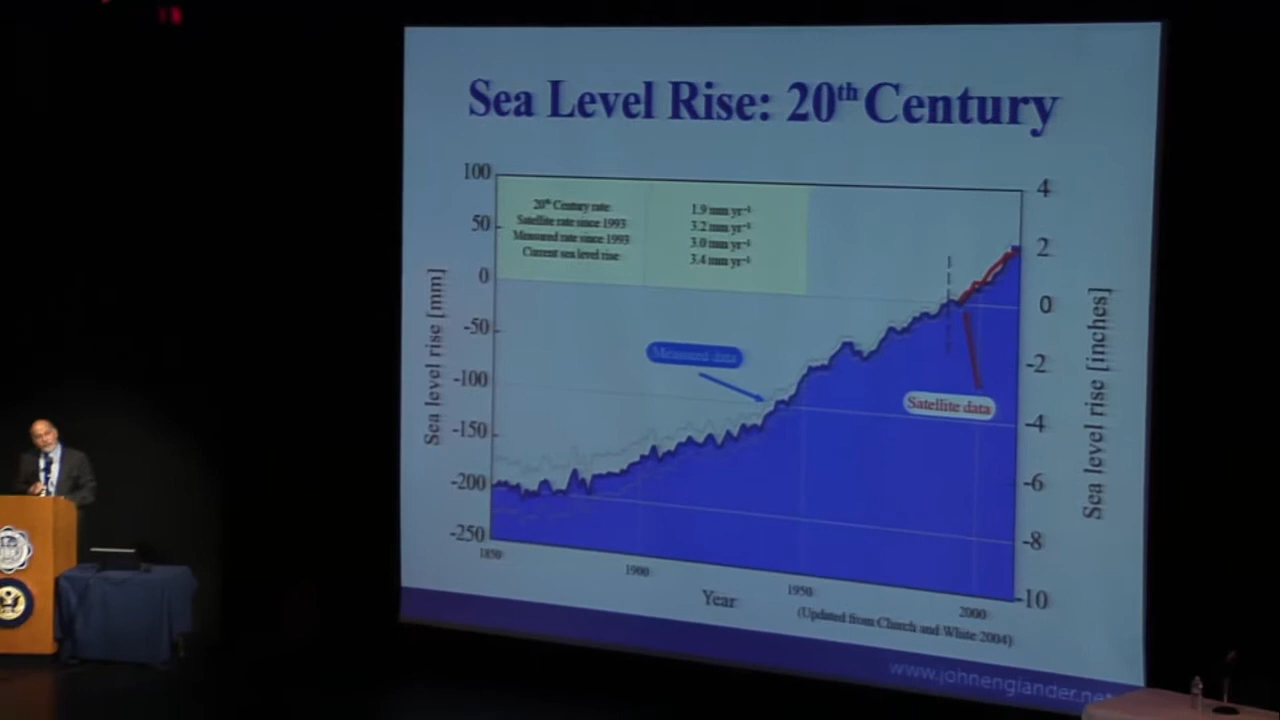 Sea Level Rise: 20th Century
100
50
0
-50
-100
-150
-200
-250
Sea level rise [mm]
20th Century rate: 1.9 mm yr-1
Satellite rate since 1993 3.2 mm yr-1
Measured rate since 1993 3.0 mm yr-1
Current sea level rise: 3.4 mm yr-1
Measured data
Satellite data
4
2
0
-2
-4
-6
-8
-10
Sea level rise [inches]
1850
1900
1950
2000
Year
(Updated from Church and White 2004)
www.johnenglander.net